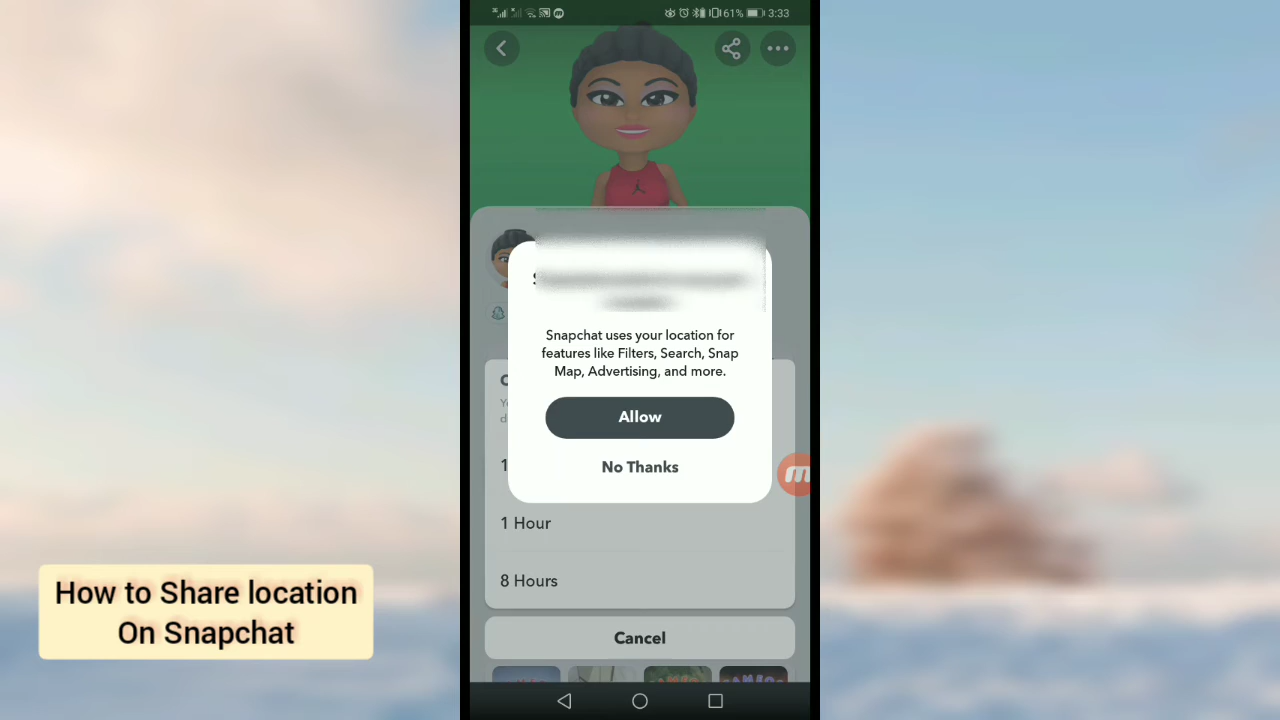 61%
3:33
Snapchat uses your location for
features like Filters, Search, Snap
Map, Advertising, and more.
Allow
No Thanks
1 Hour
8 Hours
Cancel
How to Share location
On Snapchat